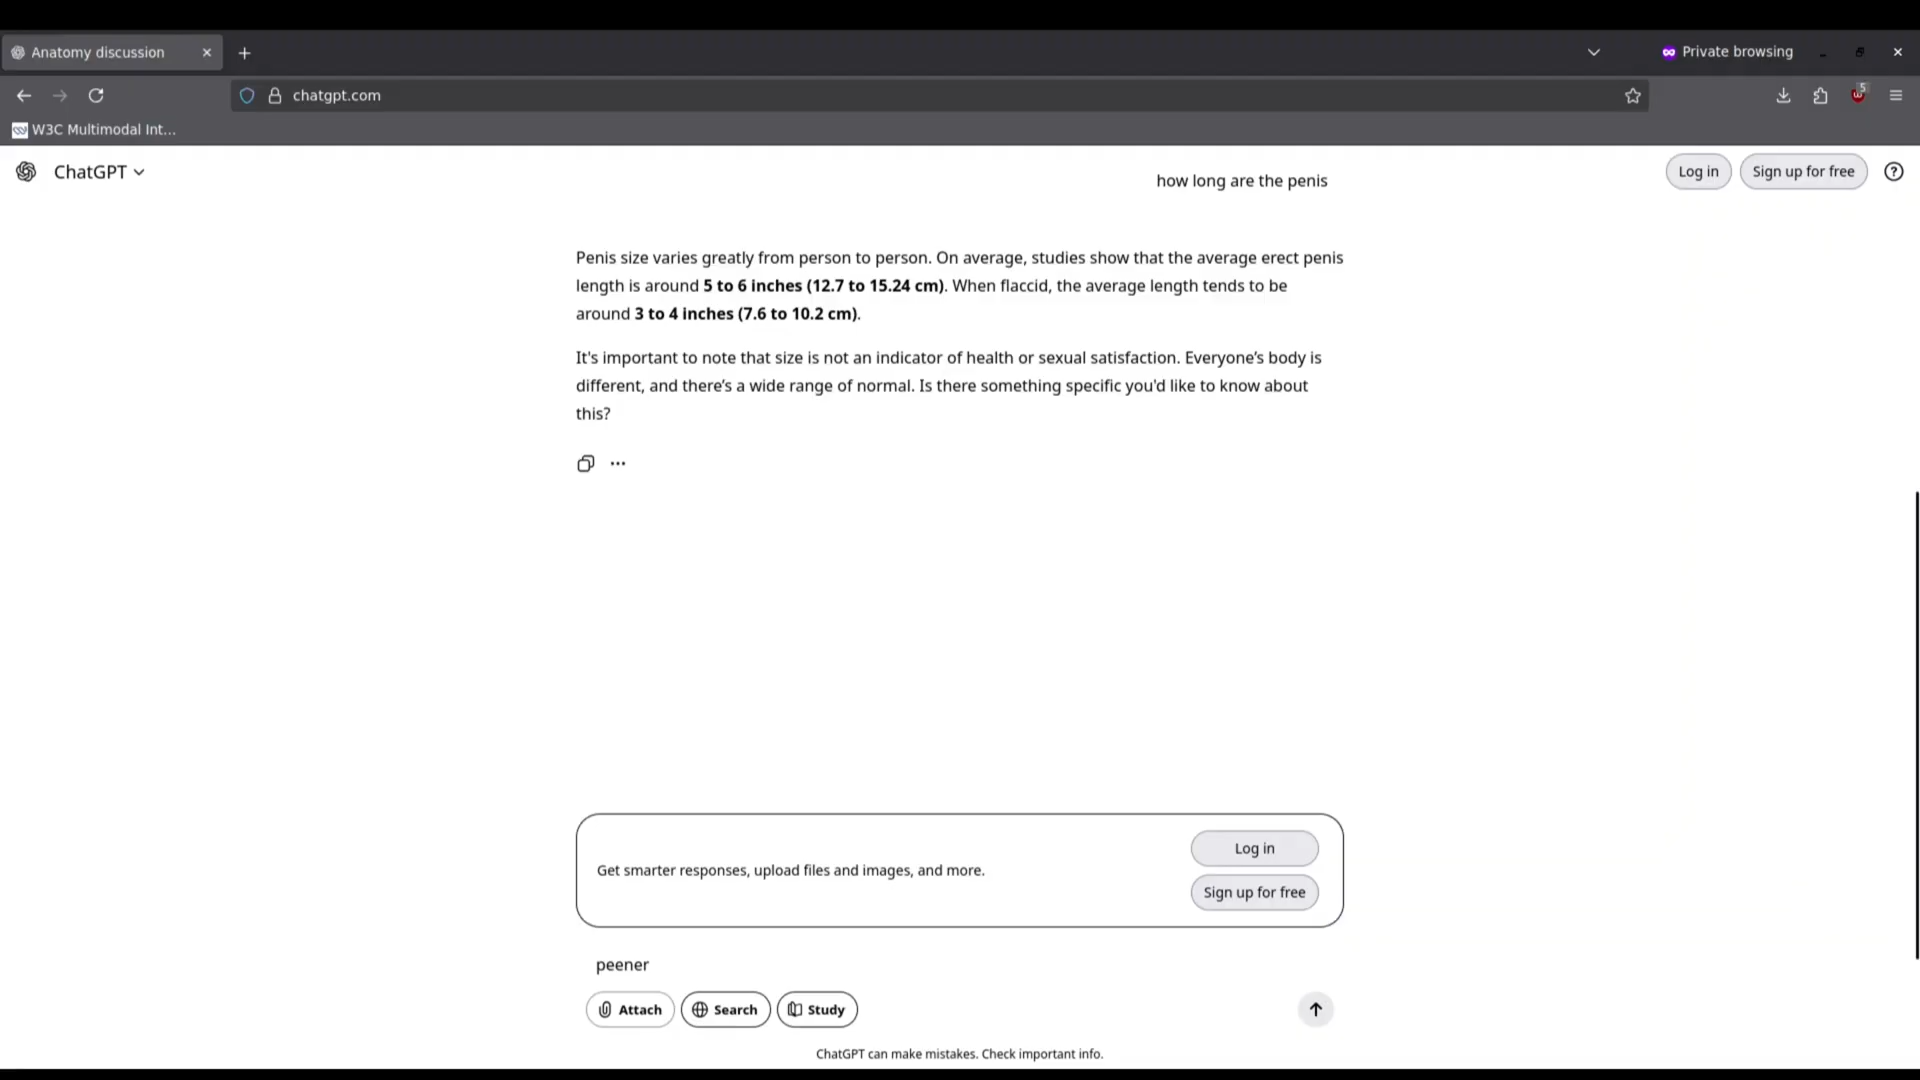 Anatomy discussion
Private browsing
chatgpt.com
5
W3C Multimodal Int...
ChatGPT
how long are the penis
Log in
Sign up for free
Penis size varies greatly from person to person. On average, studies show that the average erect penis
length is around 5 to 6 inches (12.7 to 15.24 cm). When flaccid, the average length tends to be
around 3 to 4 inches (7.6 to 10.2 cm).
It's important to note that size is not an indicator of health or sexual satisfaction. Everyone’s body is
different, and there’s a wide range of normal. Is there something specific you'd like to know about
this?
Get smarter responses, upload files and images, and more.
Log in
Sign up for free
peener
Attach
Search
Study
ChatGPT can make mistakes. Check important info.